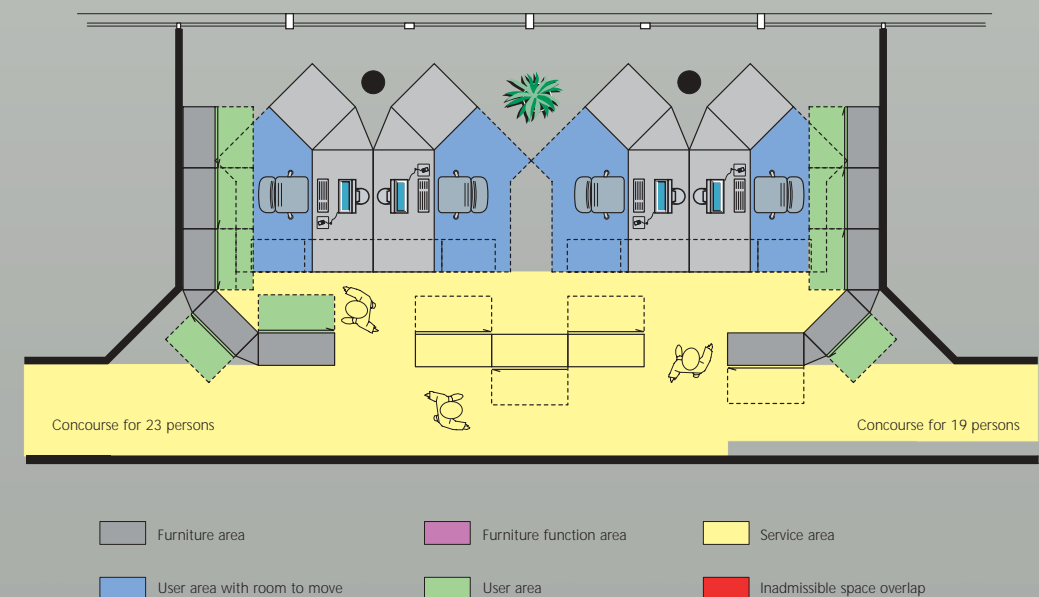 Concourse for 23 persons
Concourse for 19 persons
Furniture area
Furniture function area
Service area
User area with room to move
User area
Inadmissible space overlap